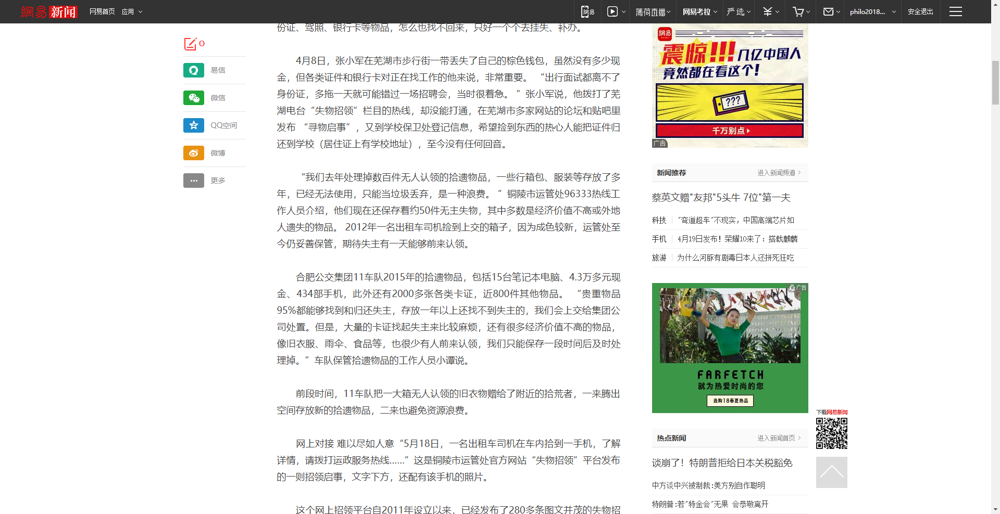 網易新闻
网易首页
应用
網易
薄荷直播
网易考拉
严选
philo2018...
安全退出
0
易信
微信
QQ空间
微博
更多
份证、驾照、银行卡等物品，怎么也找不回来，只好一个个去挂失、补办。
4月8日，张小军在芜湖市步行街一带丢失了自己的棕色钱包，虽然没有多少现
金，但各类证件和银行卡对正在找工作的他来说，非常重要。 “出行面试都离不了
身份证，多拖一天就可能错过一场招聘会，当时很着急。 ”张小军说，他拨打了芜
湖电台“失物招领”栏目的热线，却没能打通，在芜湖市多家网站的论坛和贴吧里
发布 “寻物启事”，又到学校保卫处登记信息，希望捡到东西的热心人能把证件归
还到学校（居住证上有学校地址），至今没有任何回音。
“我们去年处理掉数百件无人认领的拾遗物品，一些行箱包、服装等存放了多
年，已经无法使用，只能当垃圾丢弃，是一种浪费。 ”铜陵市运管处96333热线工
作人员介绍，他们现在还保存着约50件无主失物，其中多数是经济价值不高或外地
人遗失的物品。 2012年一名出租车司机捡到上交的箱子，因为成色较新，运管处至
今仍妥善保管，期待失主有一天能够前来认领。
合肥公交集团11车队2015年的拾遗物品，包括15台笔记本电脑、4.3万多元现
金、434部手机，此外还有2000多张各类卡证，近800件其他物品。 “贵重物品
95%都能够找到和归还失主，存放一年以上还找不到失主的，我们会上交给集团公
司处置。但是，大量的卡证找起失主来比较麻烦，还有很多经济价值不高的物品，
像旧衣服、雨伞、食品等，也很少有人前来认领，我们只能保存一段时间后及时处
理掉。”车队保管拾遗物品的工作人员小谭说。
前段时间，11车队把一大箱无人认领的旧衣物赠给了附近的拾荒者，一来腾出
空间存放新的拾遗物品，二来也避免资源浪费。
网上对接 难以尽如人意“5月18日，一名出租车司机在车内拾到一手机，了解
详情，请拨打运政服务热线......”这是铜陵市运管处官方网站“失物招领”平台发布
的一则招领启事，文字下方，还配有该手机的照片。
这个网上招领平台自2011年设立以来，已经发布了280多条图文并茂的失物招
網易
NEWS
震惊!!!几亿中国人
竟然都在看这个!
???
千万别点
广告
新闻推荐
进入新闻频道
蔡英文赠"友邦"5头牛 7位"第一夫
科技
"弯道超车"不现实，中国高端芯片如
手机
4月19日发布！荣耀10来了：搭载麒麟
旅游
为什么河豚有剧毒日本人还拼死狂吃
广告
FARFETCH
就为热爱时尚的您
选购18春夏热品
热点新闻
进入新闻首页
谈崩了！特朗普拒给日本关税豁免
中方谈中兴被制裁:美方别自作聪明
特朗普:若"特金会"无果 会恭敬离开
下载网易新闻